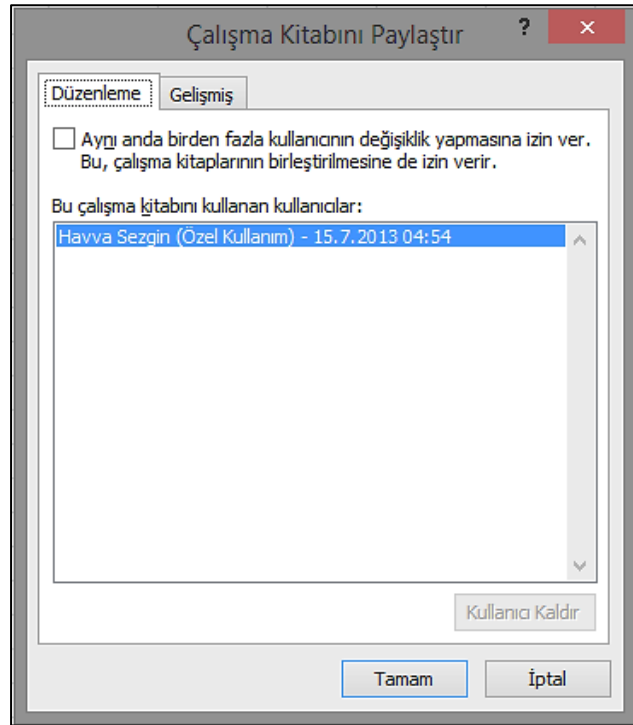 Çalışma Kitabını Paylaştır ? ×
Düzenleme Gelişmiş
Aynı anda birden fazla kullanıcının değişiklik yapmasına izin ver.
Bu, çalışma kitaplarının birleştirilmesine de izin verir.
Bu çalışma kitabını kullanan kullanıcılar:
Havva Sezgin (Özel Kullanım) - 15.7.2013 04:54
Kullanıcı Kaldır
Tamam İptal